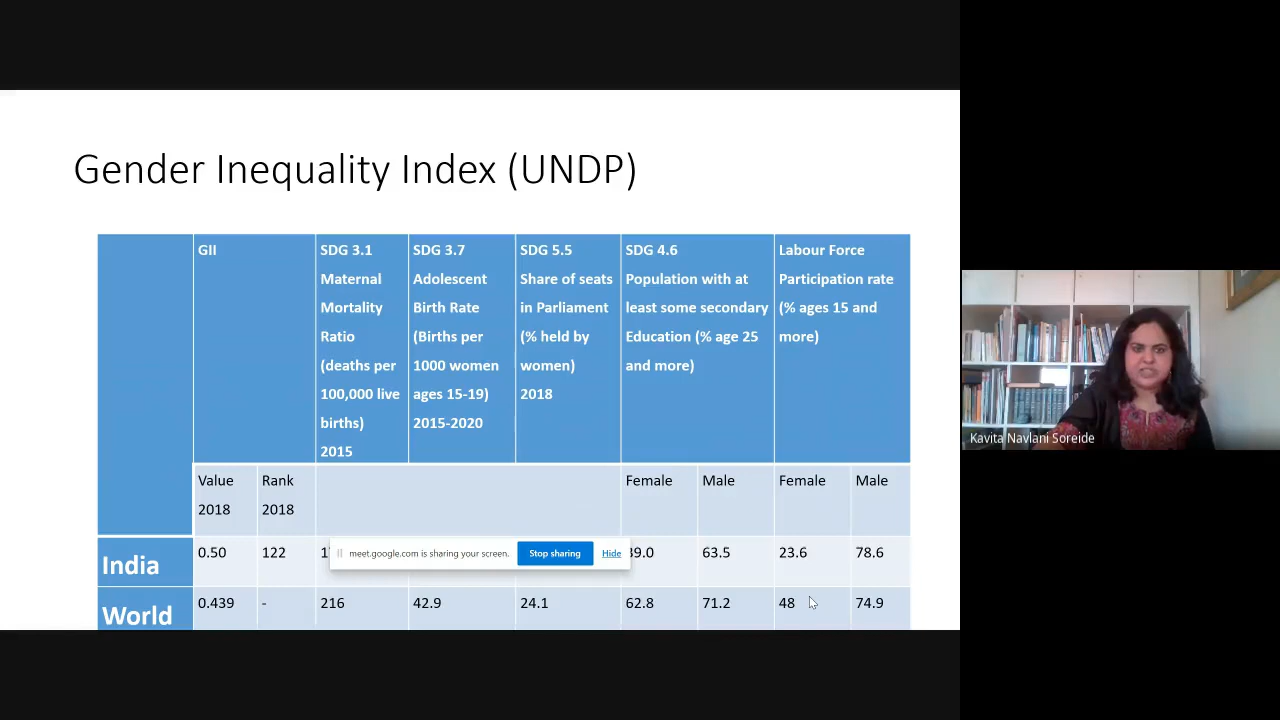 Gender Inequality Index (UNDP)
GII
SDG 3.1
Maternal
Mortality
Ratio
(deaths per
100,000 live
births)
2015
SDG 3.7
Adolescent
Birth Rate
(Births per
1000 women
ages 15-19)
2015-2020
SDG 5.5
Share of seats
in Parliament
(% held by
women)
2018
SDG 4.6
Population with at
least some secondary
Education (% age 25
and more)
Labour Force
Participation rate
(% ages 15 and
more)
Value
2018
Rank
2018
Female
Male
Female
Male
India
0.50
122
63.5
23.6
78.6
meet.google.com is sharing your screen.
Stop sharing
Hide
World
0.439
-
216
42.9
24.1
62.8
71.2
48
74.9
Kavita Navlani Soreide